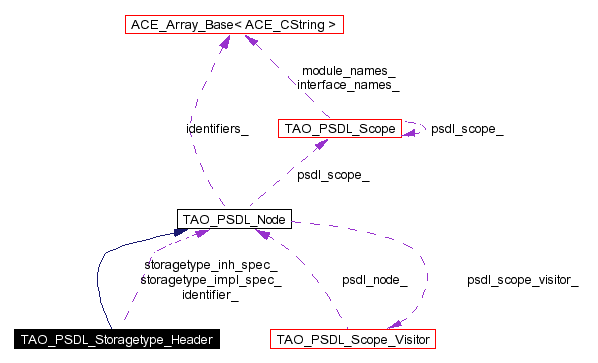 ACE_Array_Base< ACE_CString >
module_names_
interface_names_
identifiers_
TAO_PSDL_Scope
psdl_scope_
psdl_scope_
TAO_PSDL_Node
storagetype_inh_spec_
storagetype_impl_spec_
identifier_
psdl_node_
psdl_scope_visitor_
TAO_PSDL_Storagetype_Header
TAO_PSDL_Scope_Visitor